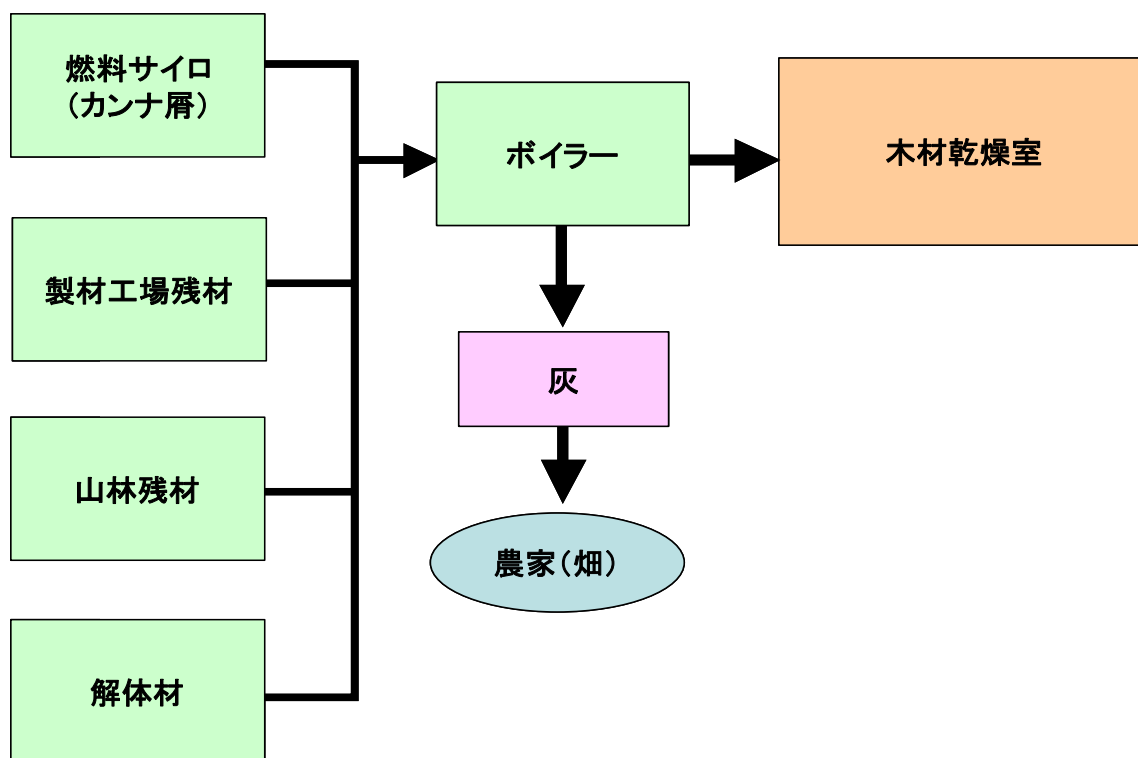 燃料サイロ
（カンナ屑）
製材工場残材
山林残材
解体材
ボイラー
灰
農家（畑）
木材乾燥室